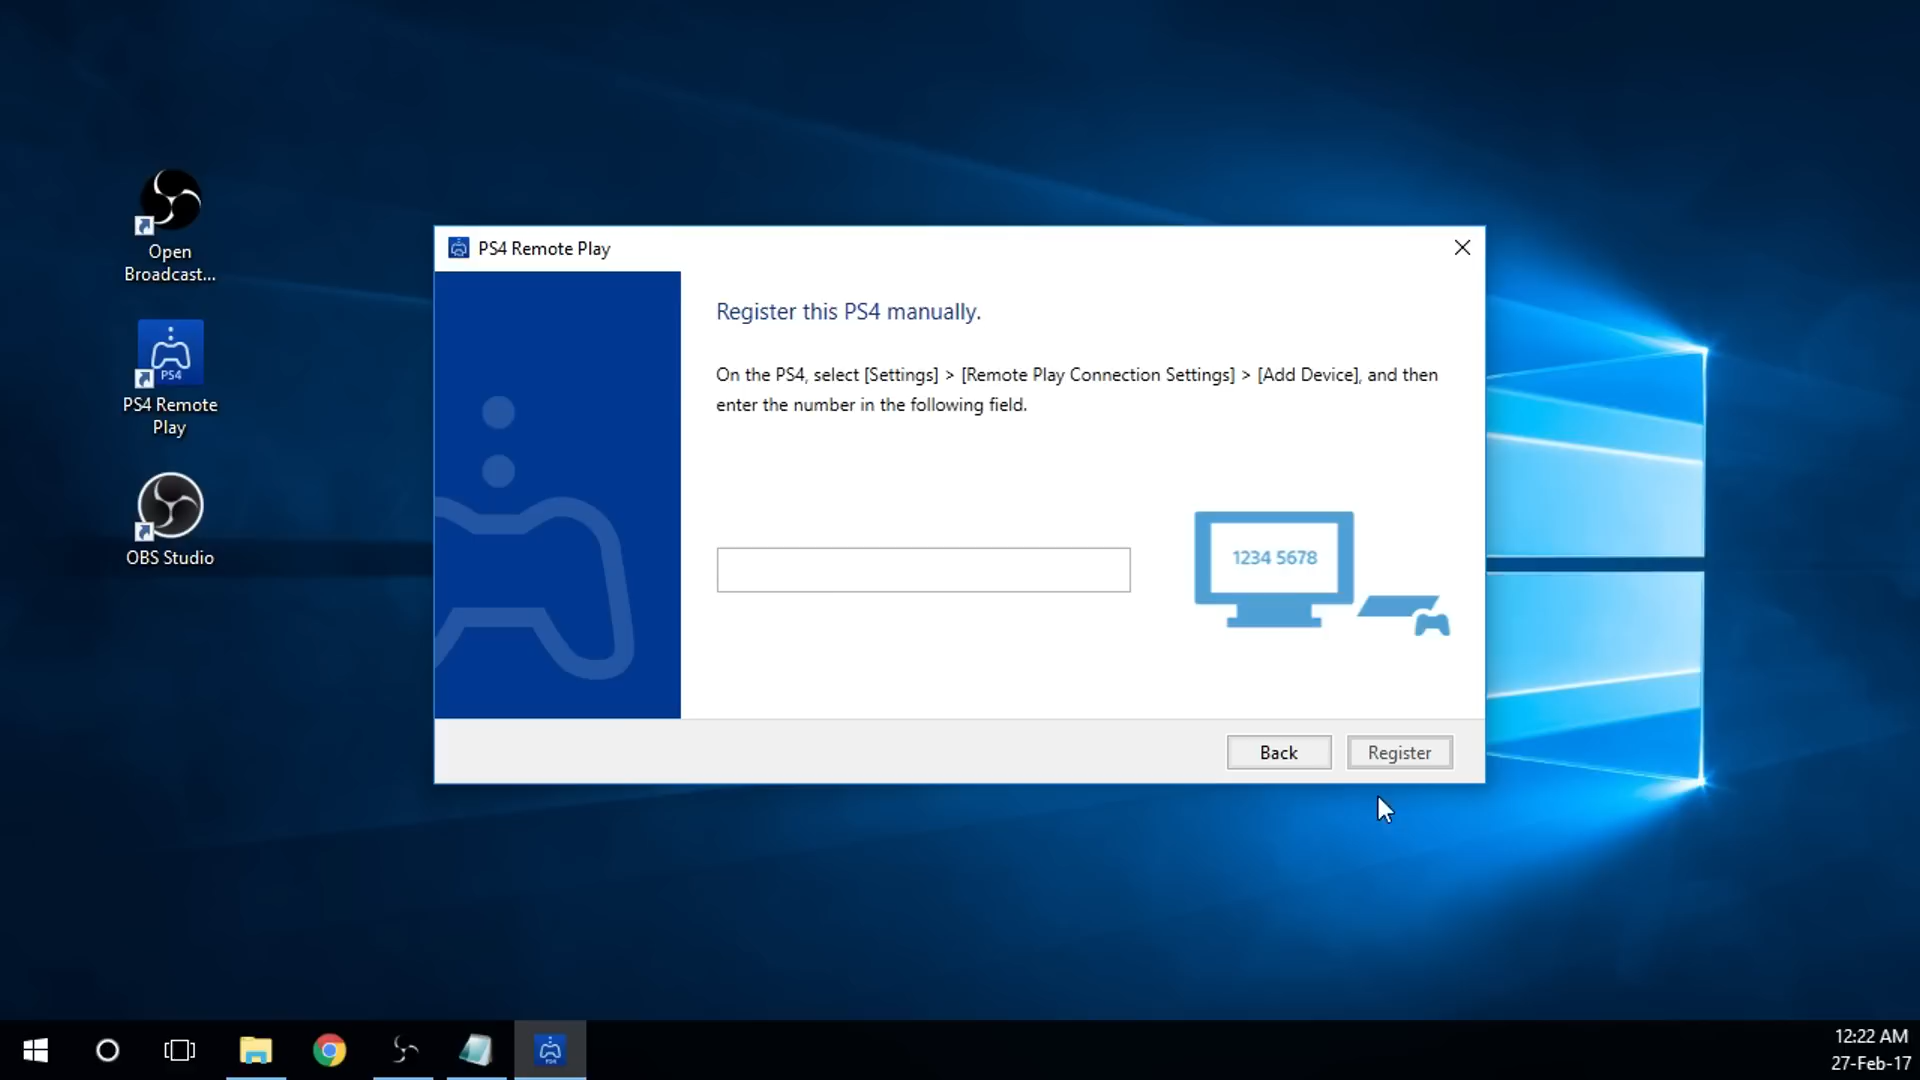 Open
Broadcast...
PS4
PS4 Remote
Play
OBS Studio
PS4 Remote Play
Register this PS4 manually.
On the PS4, select [Settings] > [Remote Play Connection Settings] > [Add Device], and then
enter the number in the following field.
1234 5678
Back
Register
PS4
12:22 AM
27-Feb-17